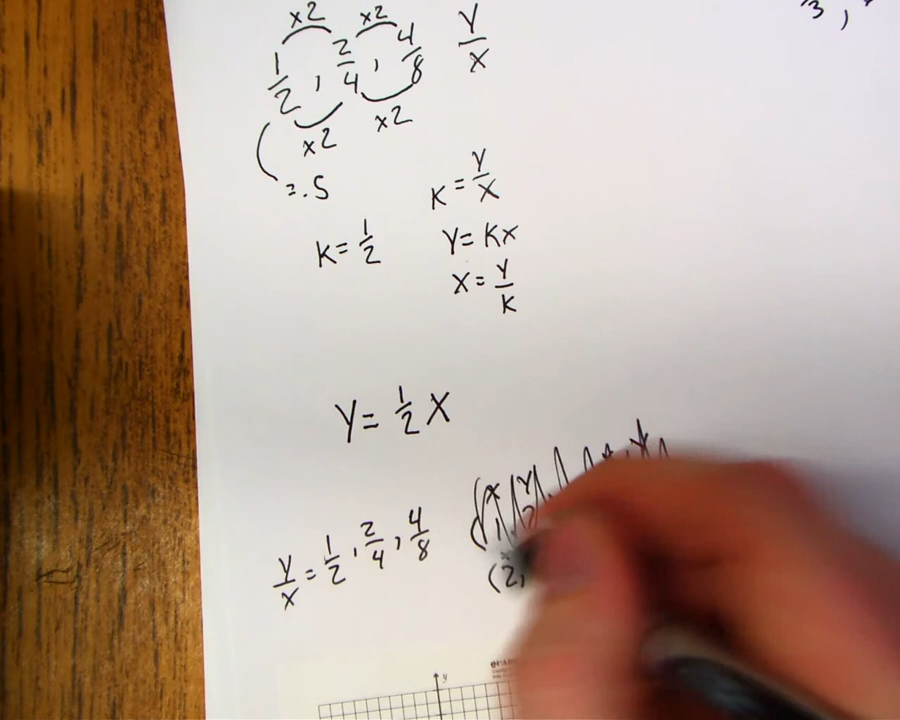 x2 x2
1/2, 2/4, 4/8 Y/X
x2 x2
=.5
K=Y/X
K=1/2 Y=Kx
X=Y/K
Y=1/2X
Y/X=1/2, 2/4, 4/8
(2,
y